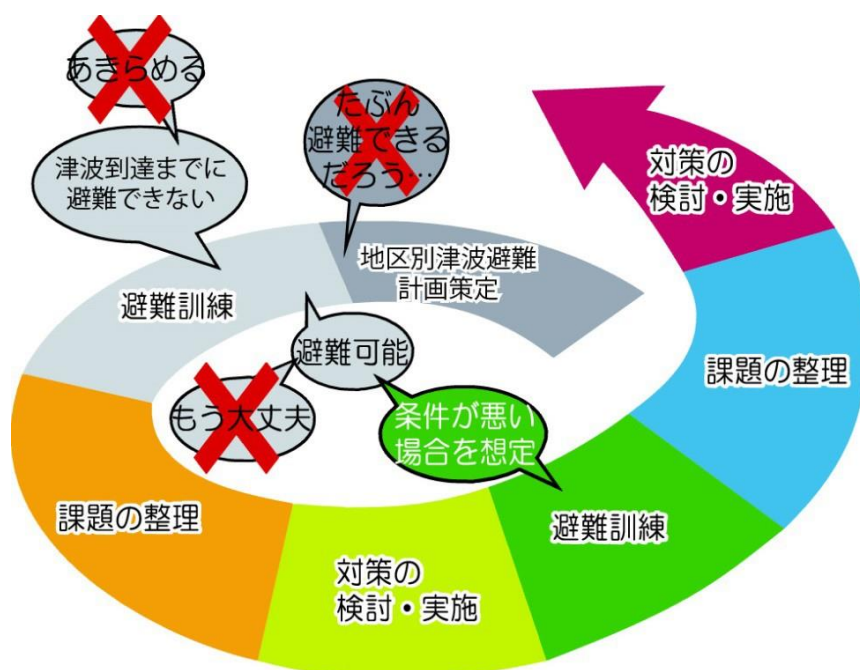 あきらめる
津波到達までに
避難できない
たぶん
避難できる
だろう…
地区別津波避難
計画策定
避難訓練
避難可能
もう大丈夫
条件が悪い
場合を想定
課題の整理
対策の
検討・実施
避難訓練
課題の整理
対策の
検討・実施